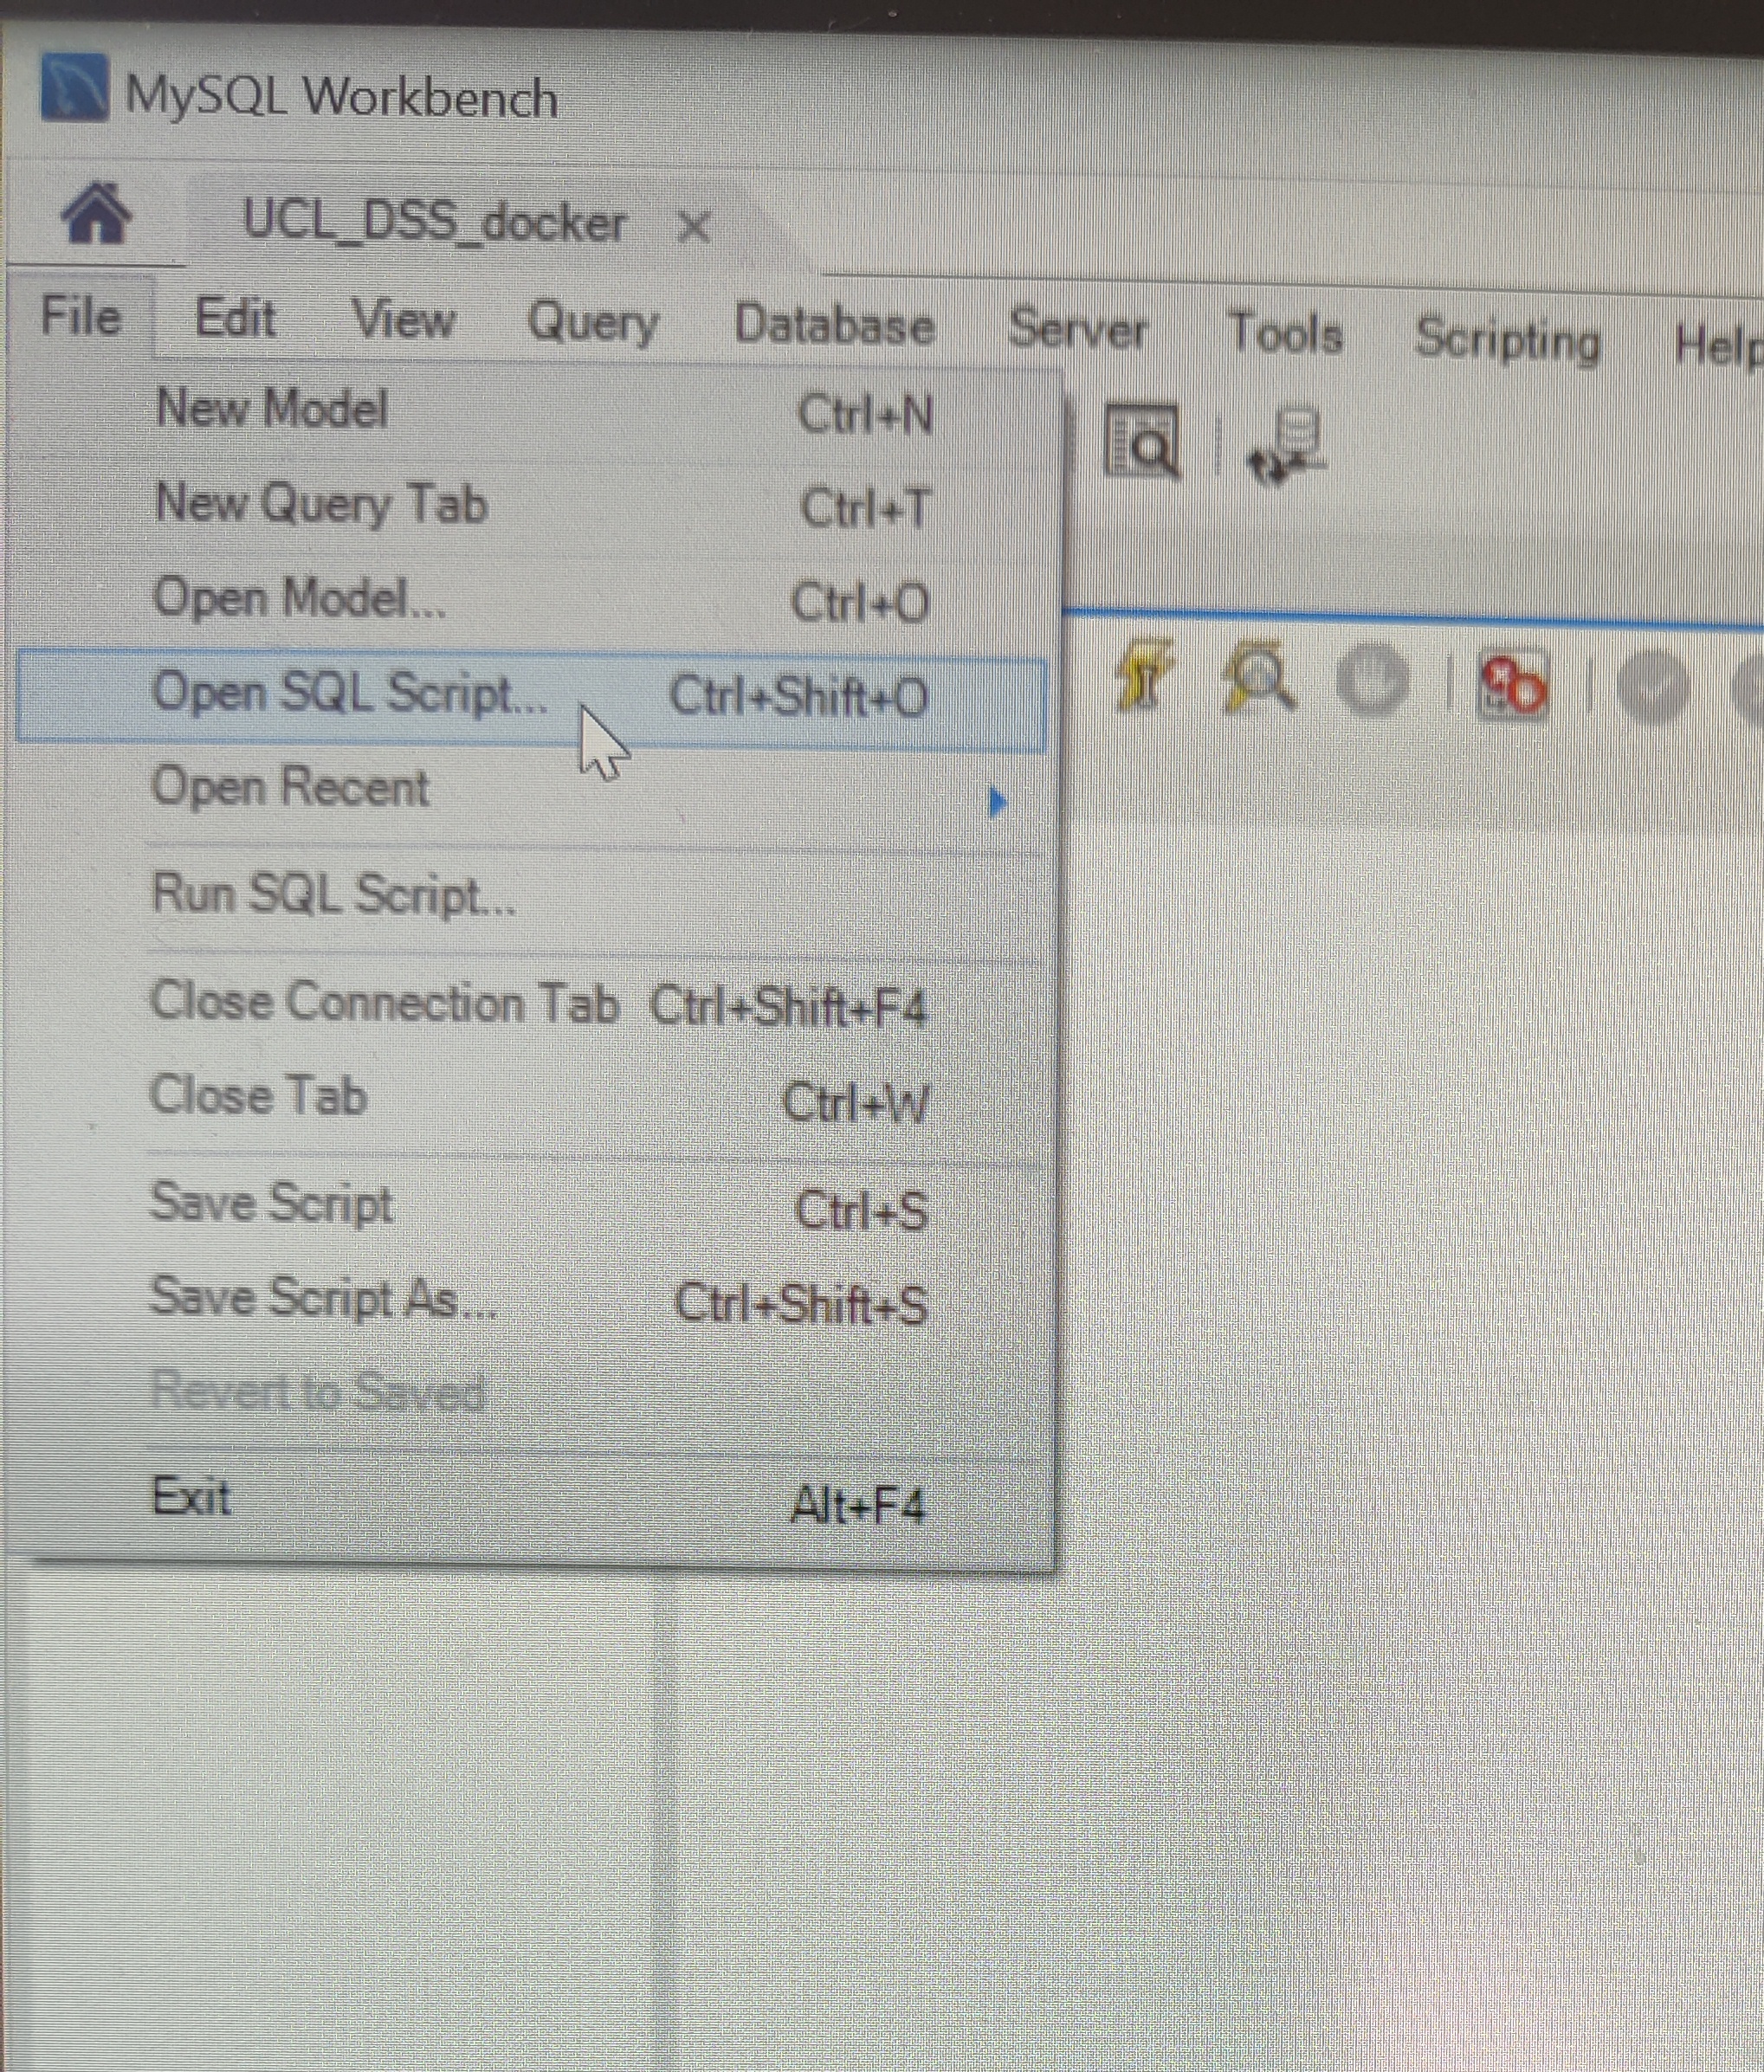 MySQL Workbench
UCL_DSS_docker
File Edit View Query Database Server Tools Scripting Help
New Model Ctrl+N
New Query Tab Ctrl+T
Open Model... Ctrl+O
Open SQL Script... Ctrl+Shift+O
Open Recent
Run SQL Script...
Close Connection Tab Ctrl+Shift+F4
Close Tab Ctrl+W
Save Script Ctrl+S
Save Script As... Ctrl+Shift+S
Revert to Saved
Exit Alt+F4